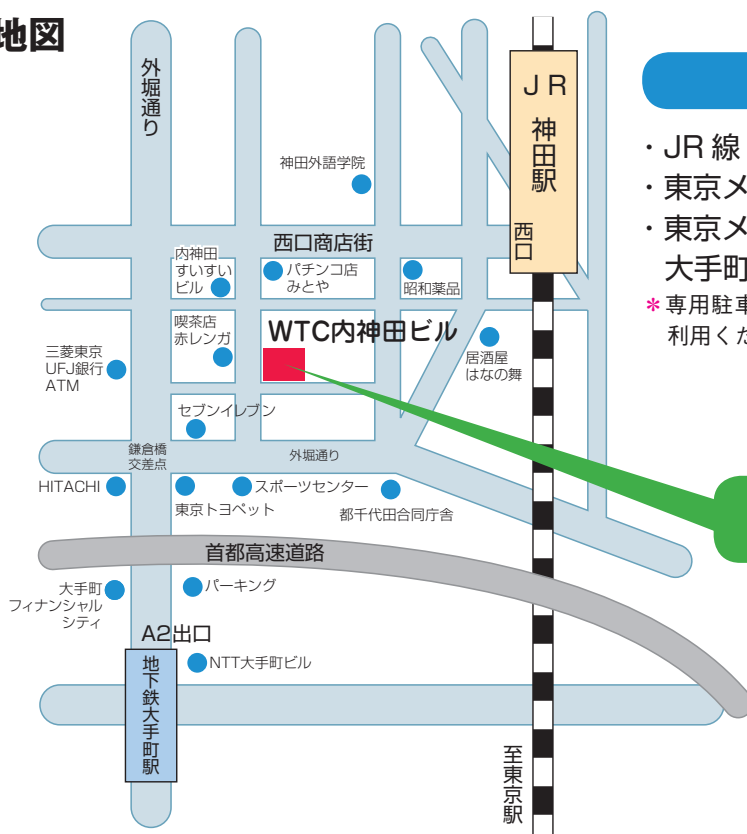 地図
外堀通り
JR
神田駅
西口
・JR 線
・東京メ
・東京メ
大手町
＊専用駐車
利用くだ
神田外語学院
西口商店街
内神田
すいすい
ビル
パチンコ店
みとや
昭和薬品
喫茶店
赤レンガ
WTC内神田ビル
居酒屋
はなの舞
三菱東京
UFJ銀行
ATM
セブンイレブン
鎌倉橋
交差点
外堀通り
HITACHI
東京トヨペット
スポーツセンター
都千代田合同庁舎
首都高速道路
大手町
フィナンシャル
シティ
パーキング
A2出口
NTT大手町ビル
地下鉄大手町駅
至東京駅